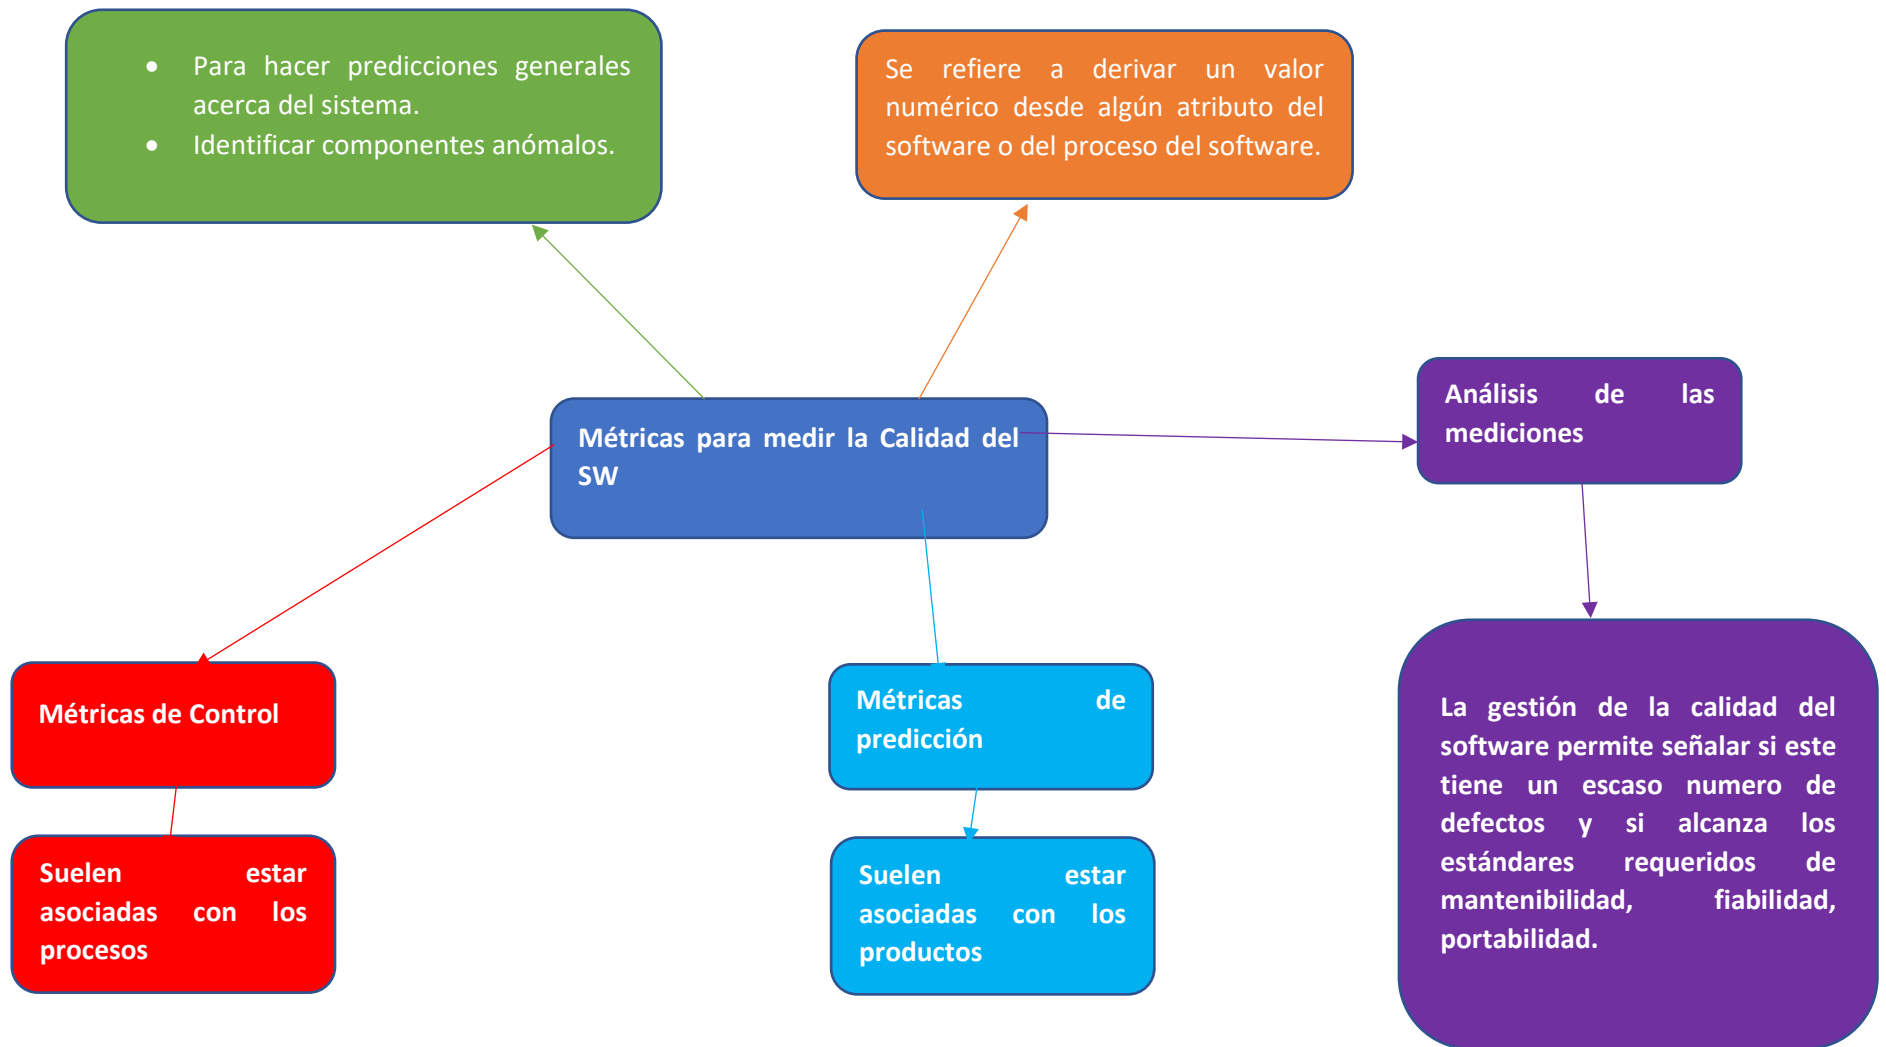 • Para hacer predicciones generales
acerca del sistema.
• Identificar componentes anómalos.
Se refiere a derivar un valor
numérico desde algún atributo del
software o del proceso del software.
Métricas para medir la Calidad del
SW
Análisis de las
mediciones
Métricas de Control
Métricas de
predicción
La gestión de la calidad del
software permite señalar si este
tiene un escaso numero de
defectos y si alcanza los
estándares requeridos de
mantenibilidad, fiabilidad,
portabilidad.
Suelen estar
asociadas con los
procesos
Suelen estar
asociadas con los
productos